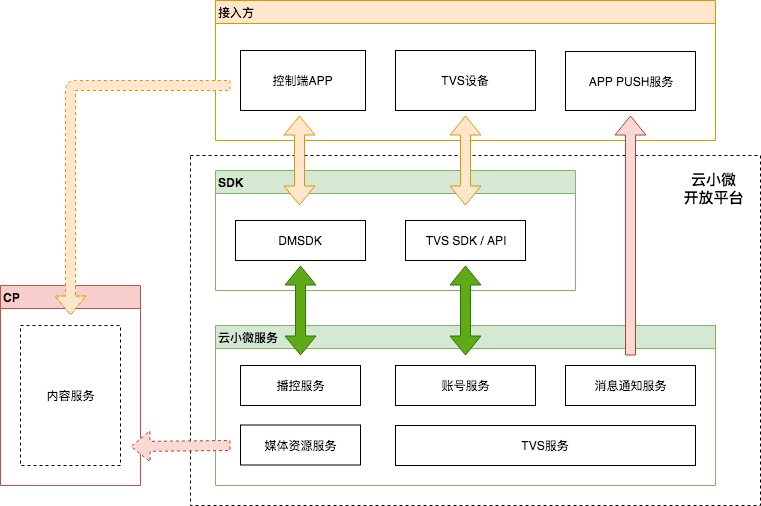 接入方
控制端APP
TVS设备
APP PUSH服务
云小微
开放平台
SDK
DMSDK
TVS SDK / API
CP
内容服务
云小微服务
播控服务
账号服务
消息通知服务
媒体资源服务
TVS服务